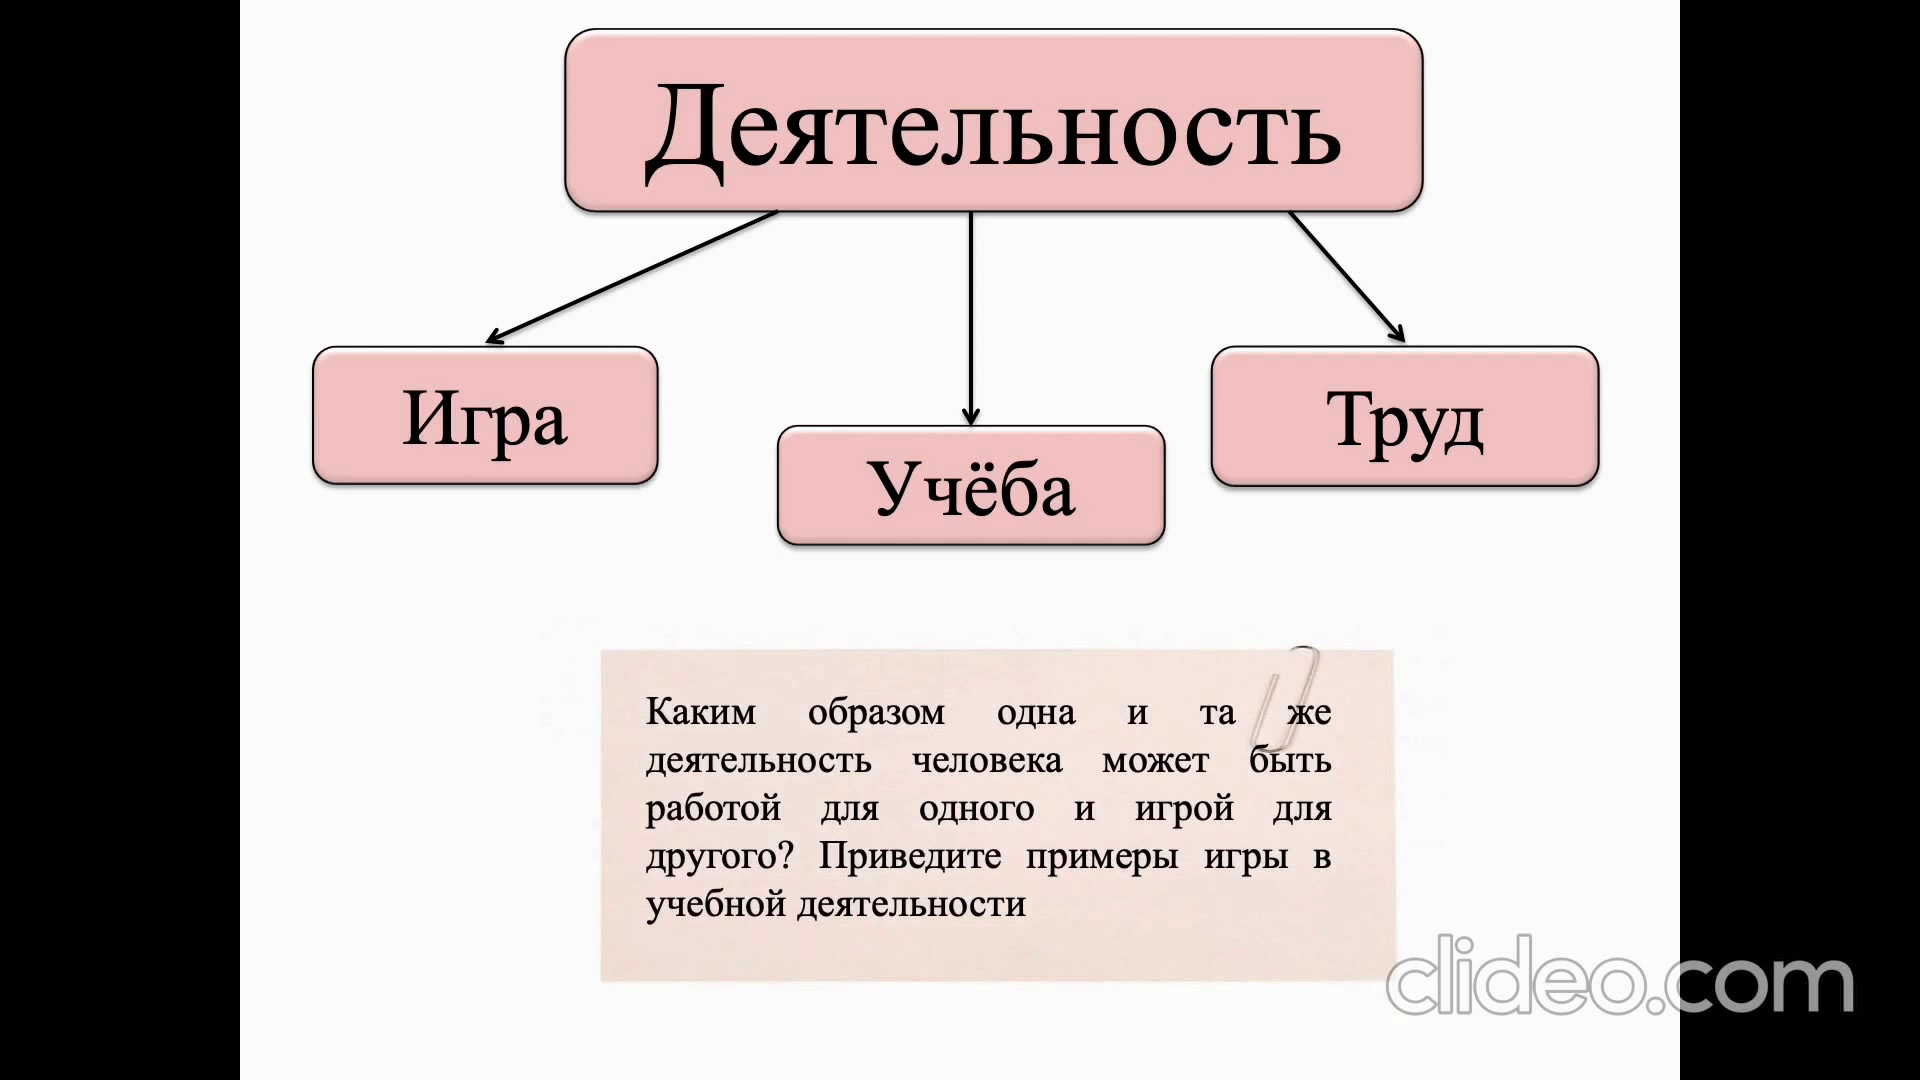 Деятельность
Игра
Учёба
Труд
Каким образом одна и та же
деятельность человека может быть
работой для одного и игрой для
другого? Приведите примеры игры в
учебной деятельности
clideo.com